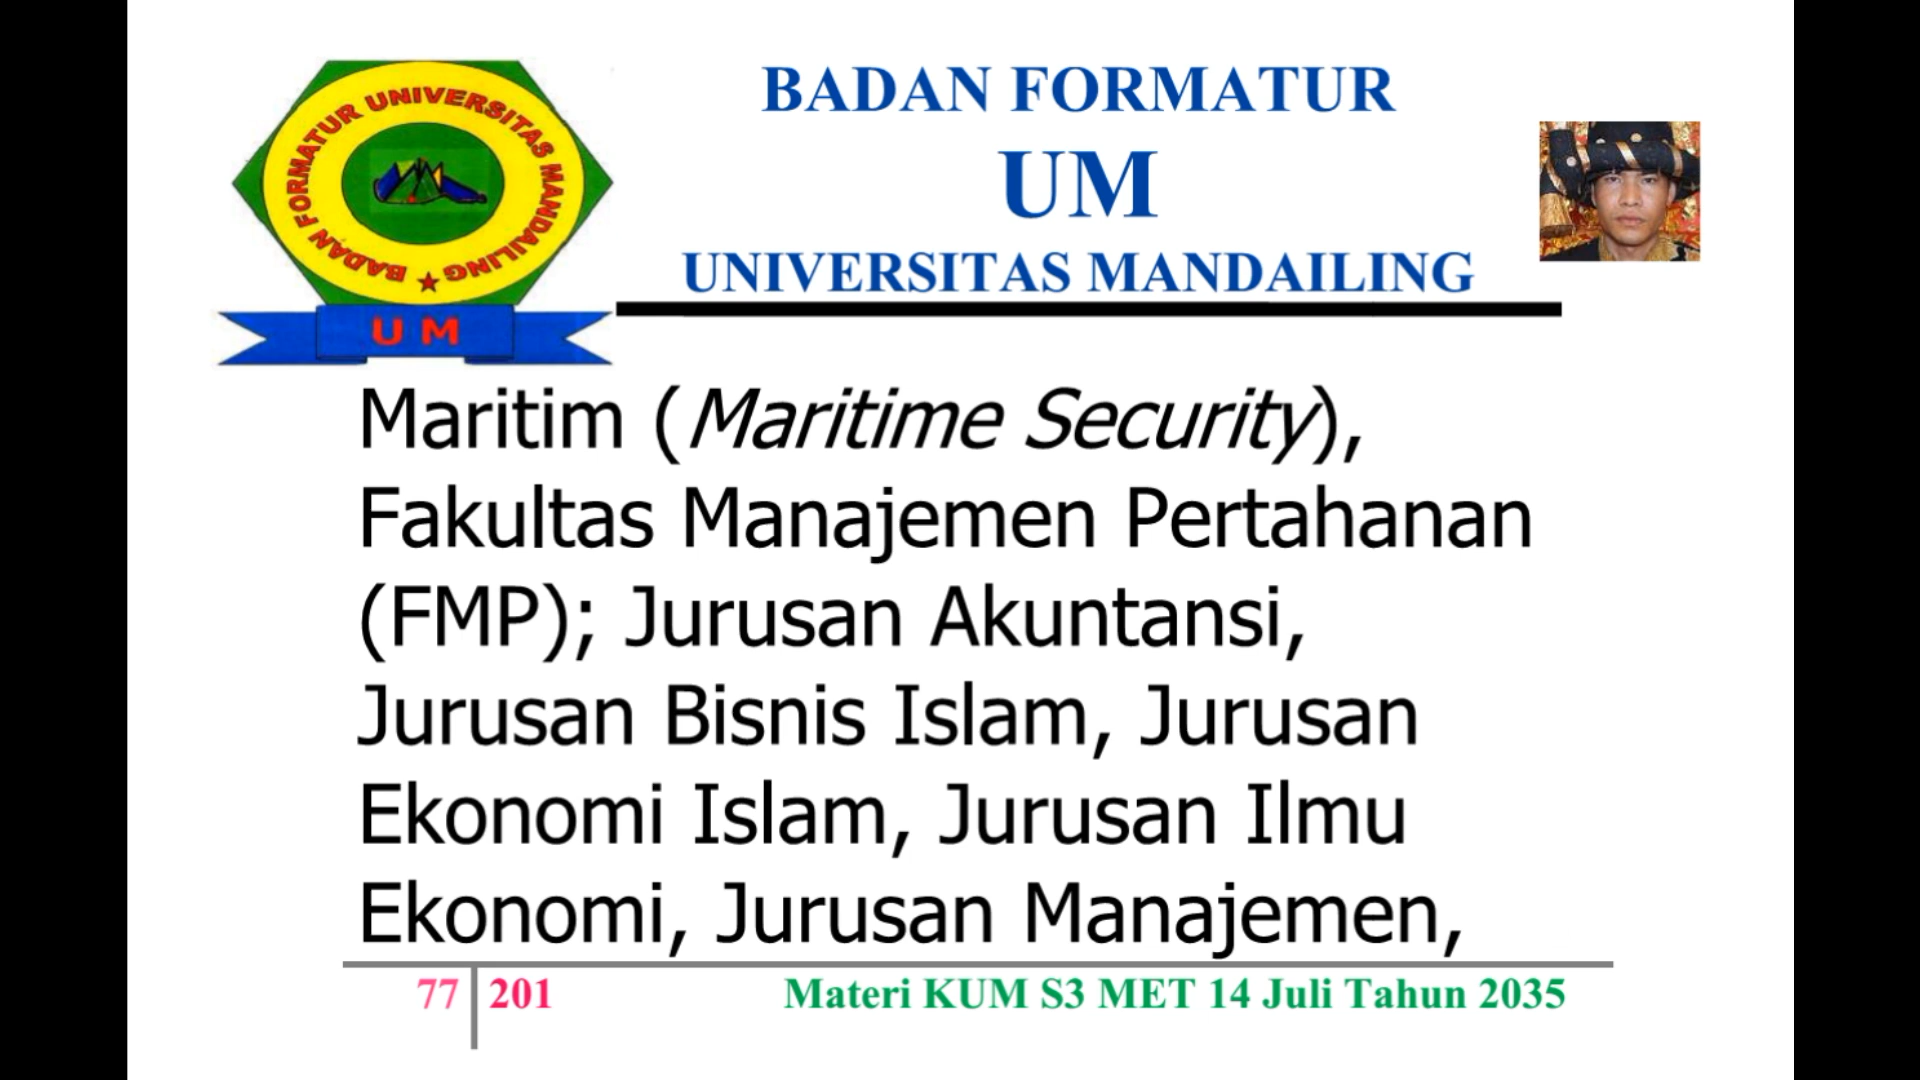 BADAN FORMATUR UNIVERSITAS MANDAILING
U M
BADAN FORMATUR
UM
UNIVERSITAS MANDAILING
Maritim (Maritime Security),
Fakultas Manajemen Pertahanan
(FMP); Jurusan Akuntansi,
Jurusan Bisnis Islam, Jurusan
Ekonomi Islam, Jurusan Ilmu
Ekonomi, Jurusan Manajemen,
77 201 Materi KUM S3 MET 14 Juli Tahun 2035